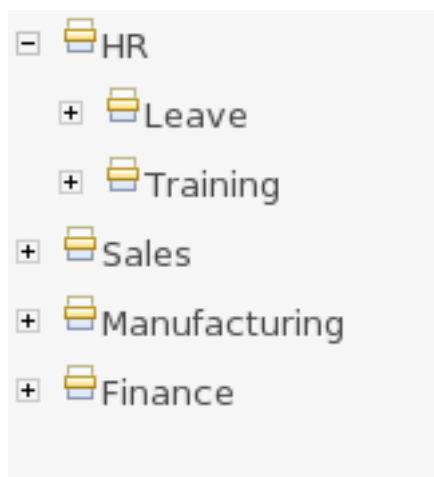 HR
Leave
Training
Sales
Manufacturing
Finance